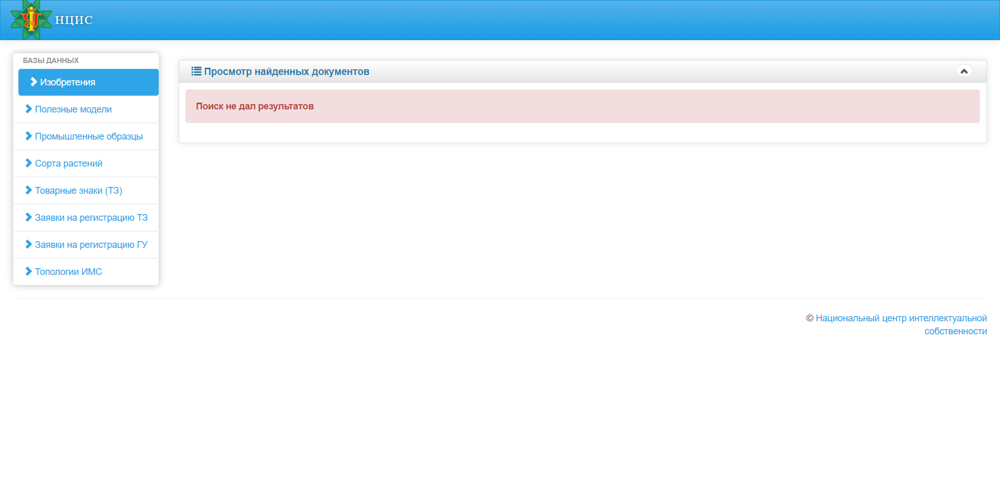 НЦИС
БАЗЫ ДАННЫХ
Изобретения
Полезные модели
Промышленные образцы
Сорта растений
Товарные знаки (ТЗ)
Заявки на регистрацию ТЗ
Заявки на регистрацию ГУ
Топологии ИМС
Просмотр найденных документов
Поиск не дал результатов
© Национальный центр интеллектуальной
собственности